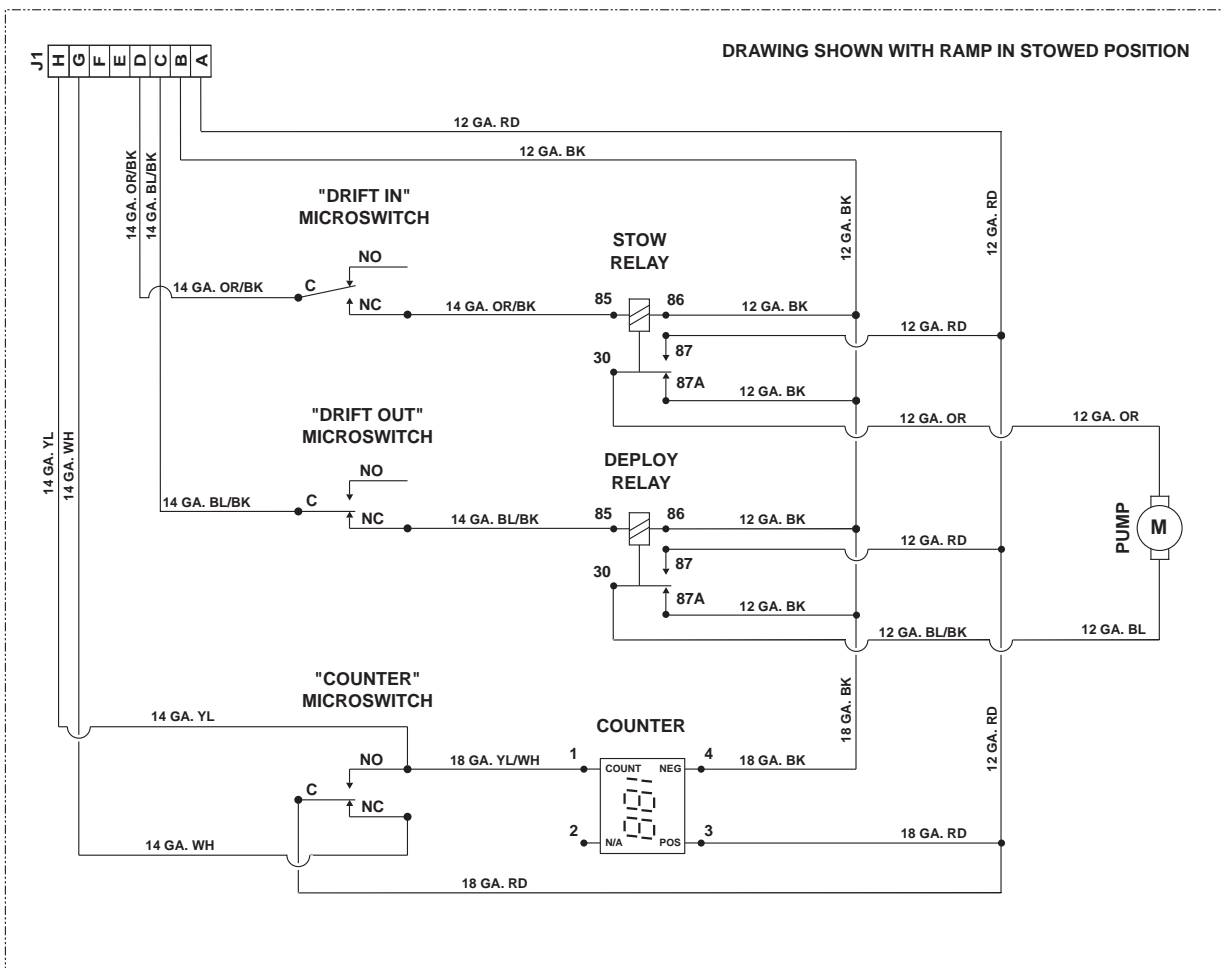 J1 H G F E D C B A
DRAWING SHOWN WITH RAMP IN STOWED POSITION
12 GA. RD
12 GA. BK
14 GA. OR/BK
14 GA. BL/BK
"DRIFT IN"
MICROSWITCH
NO
C
NC
14 GA. OR/BK
14 GA. OR/BK
STOW
RELAY
85
86
12 GA. BK
12 GA. BK
12 GA. RD
12 GA. RD
87
30
87A
12 GA. BK
12 GA. OR
12 GA. OR
14 GA. YL
14 GA. WH
"DRIFT OUT"
MICROSWITCH
NO
C
NC
14 GA. BL/BK
14 GA. BL/BK
DEPLOY
RELAY
85
86
12 GA. BK
12 GA. RD
87
30
87A
12 GA. BK
12 GA. BL/BK
12 GA. BL
PUMP
M
"COUNTER"
MICROSWITCH
14 GA. YL
NO
C
NC
14 GA. WH
18 GA. YL/WH
18 GA. RD
COUNTER
1
4
COUNT
NEG
2
3
N/A
POS
18 GA. BK
18 GA. BK
12 GA. RD
18 GA. RD